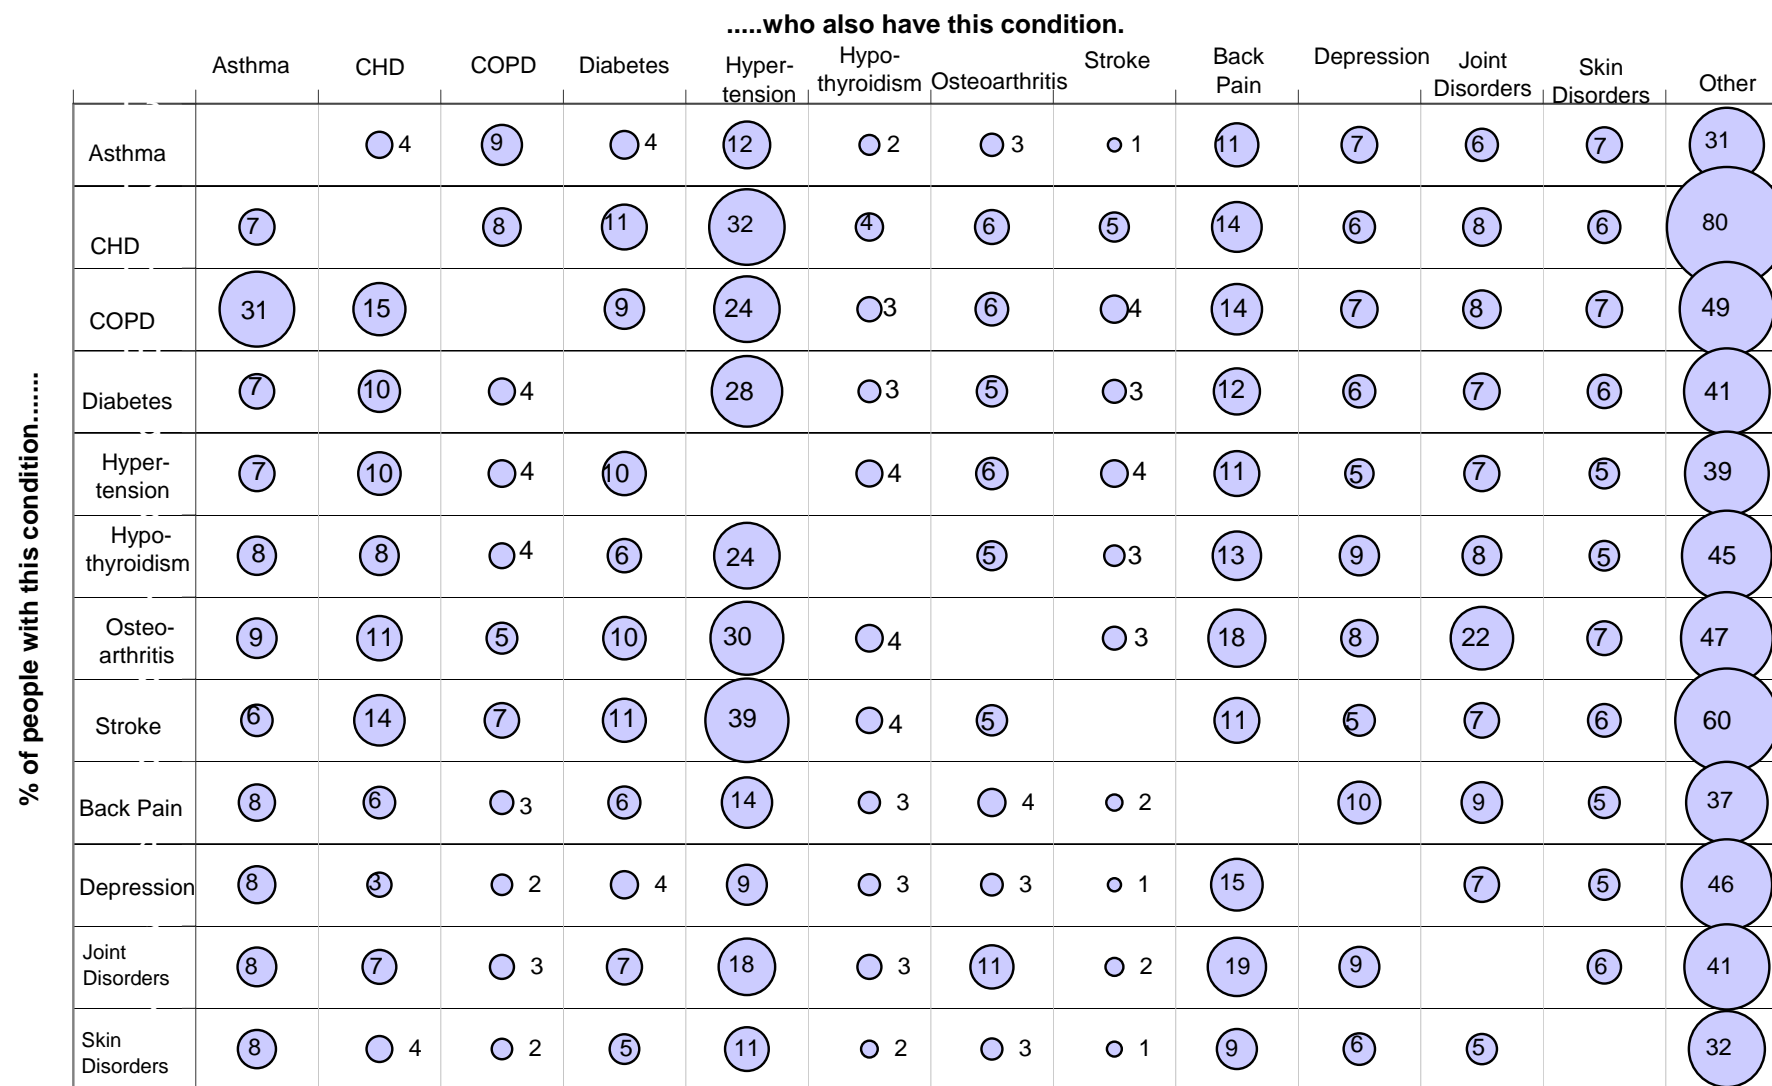 .....who also have this condition.
Asthma CHD COPD Diabetes Hyper- Hypo- Osteoarthritis Stroke Back Depression Joint Skin Other
tension thyroidism Pain Disorders Disorders
% of people with this condition.......
Asthma 4 9 4 12 2 3 1 11 7 6 7 31
CHD 7 8 11 32 4 6 5 14 6 8 6 80
COPD 31 15 9 24 3 6 4 14 7 8 7 49
Diabetes 7 10 4 28 3 5 3 12 6 7 6 41
Hyper-
tension 7 10 4 10 4 6 4 11 5 7 5 39
Hypo-
thyroidism 8 8 4 6 24 5 3 13 9 8 5 45
Osteo-
arthritis 9 11 5 10 30 4 3 18 8 22 7 47
Stroke 6 14 7 11 39 4 5 11 5 7 6 60
Back Pain 8 6 3 6 14 3 4 2 10 9 5 37
Depression 8 3 2 4 9 3 3 1 15 7 5 46
Joint
Disorders 8 7 3 7 18 3 11 2 19 9 6 41
Skin
Disorders 8 4 2 5 11 2 3 1 9 6 5 32